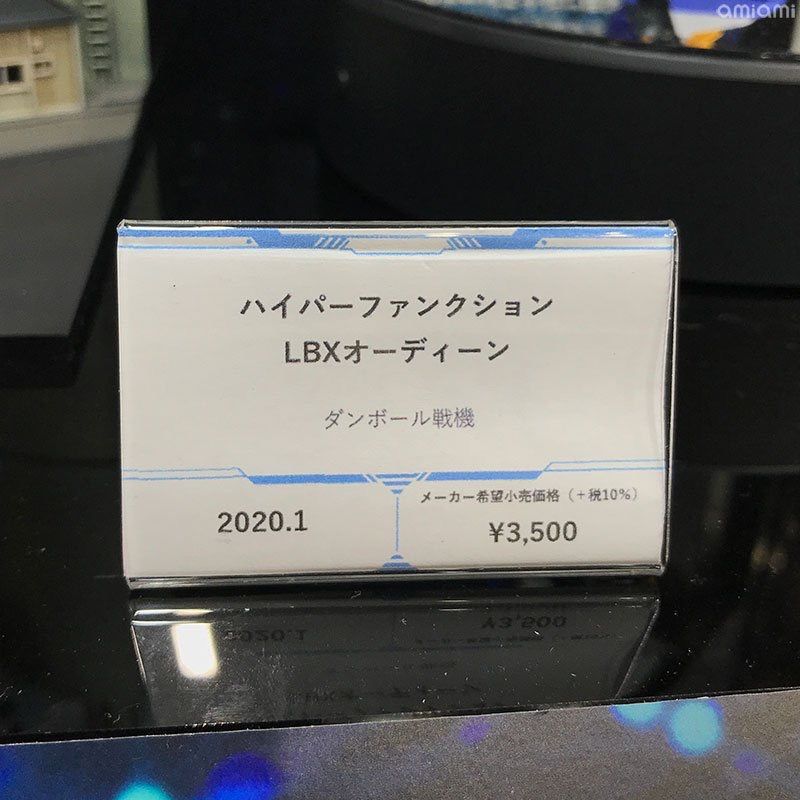 amiami
ハイパーファンクション
LBXオーディーン
ダンボール戦機
2020.1
メーカー希望小売価格（＋税10%）
¥3,500